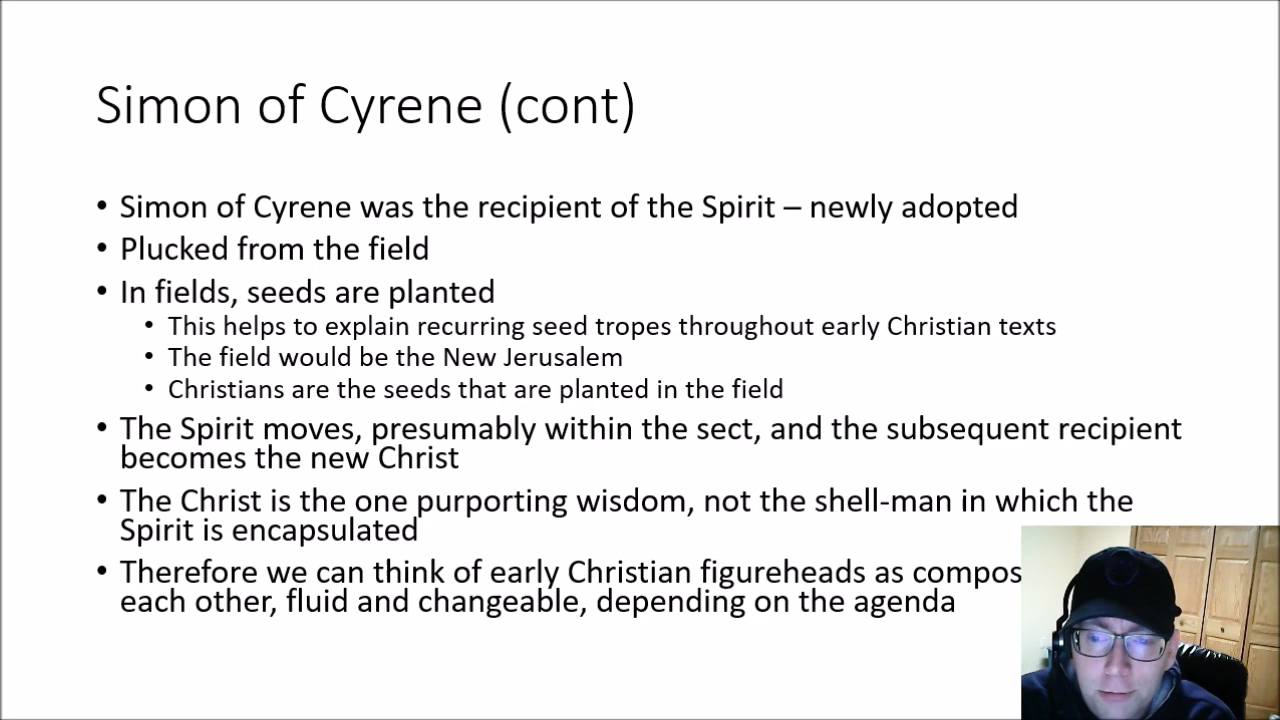 Simon of Cyrene (cont)
• Simon of Cyrene was the recipient of the Spirit – newly adopted
• Plucked from the field
• In fields, seeds are planted
• This helps to explain recurring seed tropes throughout early Christian texts
• The field would be the New Jerusalem
• Christians are the seeds that are planted in the field
• The Spirit moves, presumably within the sect, and the subsequent recipient
becomes the new Christ
• The Christ is the one purporting wisdom, not the shell-man in which the
Spirit is encapsulated
• Therefore we can think of early Christian figureheads as compos
each other, fluid and changeable, depending on the agenda